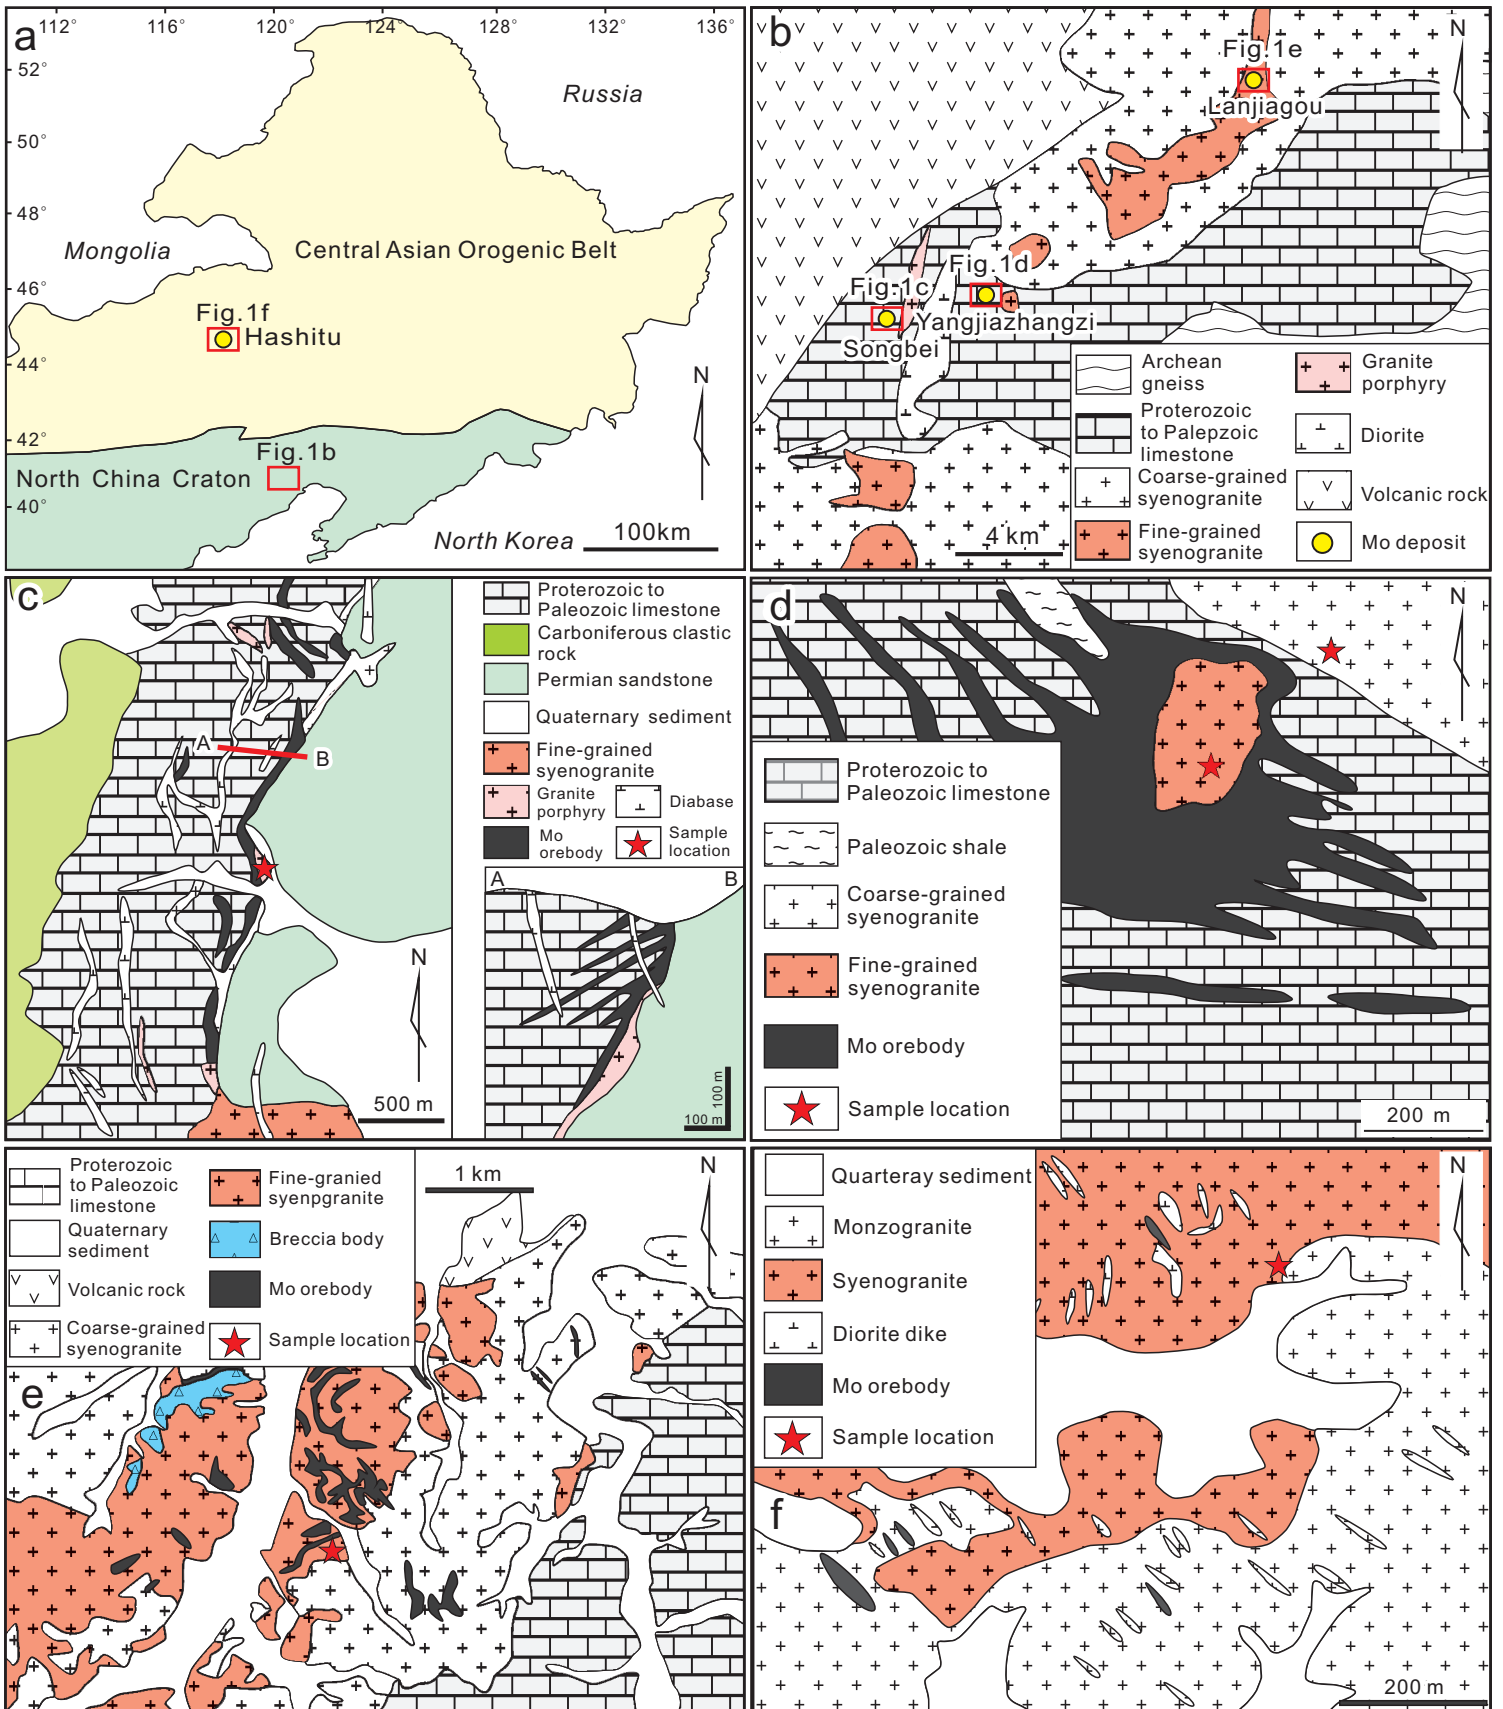 a
112°
116°
120°
124°
128°
132°
136°
52°
50°
48°
46°
44°
42°
40°
Russia
Mongolia
Central Asian Orogenic Belt
Fig.1f
Hashitu
N
Fig.1b
North China Craton
North Korea
100km
b
Fig.1e
N
Lanjiagou
Fig.1d
Fig.1c
Yangjiazhangzi
Songbei
4 km
Archean
gneiss
Proterozoic
to Palepzoic
limestone
Coarse-grained
syenogranite
Fine-grained
syenogranite
Granite
porphyry
Diorite
Volcanic rock
Mo deposit
c
A
B
N
500 m
Proterozoic to
Paleozoic limestone
Carboniferous clastic
rock
Permian sandstone
Quaternary sediment
Fine-grained
syenogranite
Granite
porphyry
Diabase
Mo
orebody
Sample
location
A
B
100 m
100 m
d
N
Proterozoic to
Paleozoic limestone
Paleozoic shale
Coarse-grained
syenogranite
Fine-grained
syenogranite
Mo orebody
Sample location
200 m
Proterozoic
to Paleozoic
limestone
Quaternary
sediment
Volcanic rock
Coarse-grained
syenogranite
Fine-granied
syenpgranite
Breccia body
Mo orebody
Sample location
1 km
N
e
Quarteray sediment
Monzogranite
Syenogranite
Diorite dike
Mo orebody
Sample location
N
f
200 m